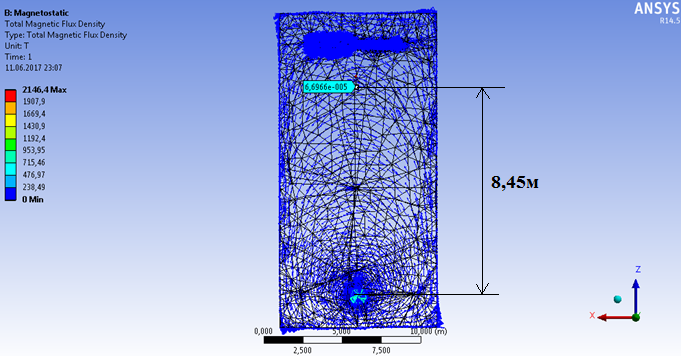 B: Magnetostatic
Total Magnetic Flux Density
Type: Total Magnetic Flux Density
Unit: T
Time: 1
11.06.2017 23:07
2146,4 Max
1907,9
1669,4
1430,9
1192,4
953,95
715,46
476,97
238,49
0 Min
ANSYS
R14.5
6,6966e-005
8,45м
Z
X
0,000 5,000 10,000 (m)
2,500 7,500